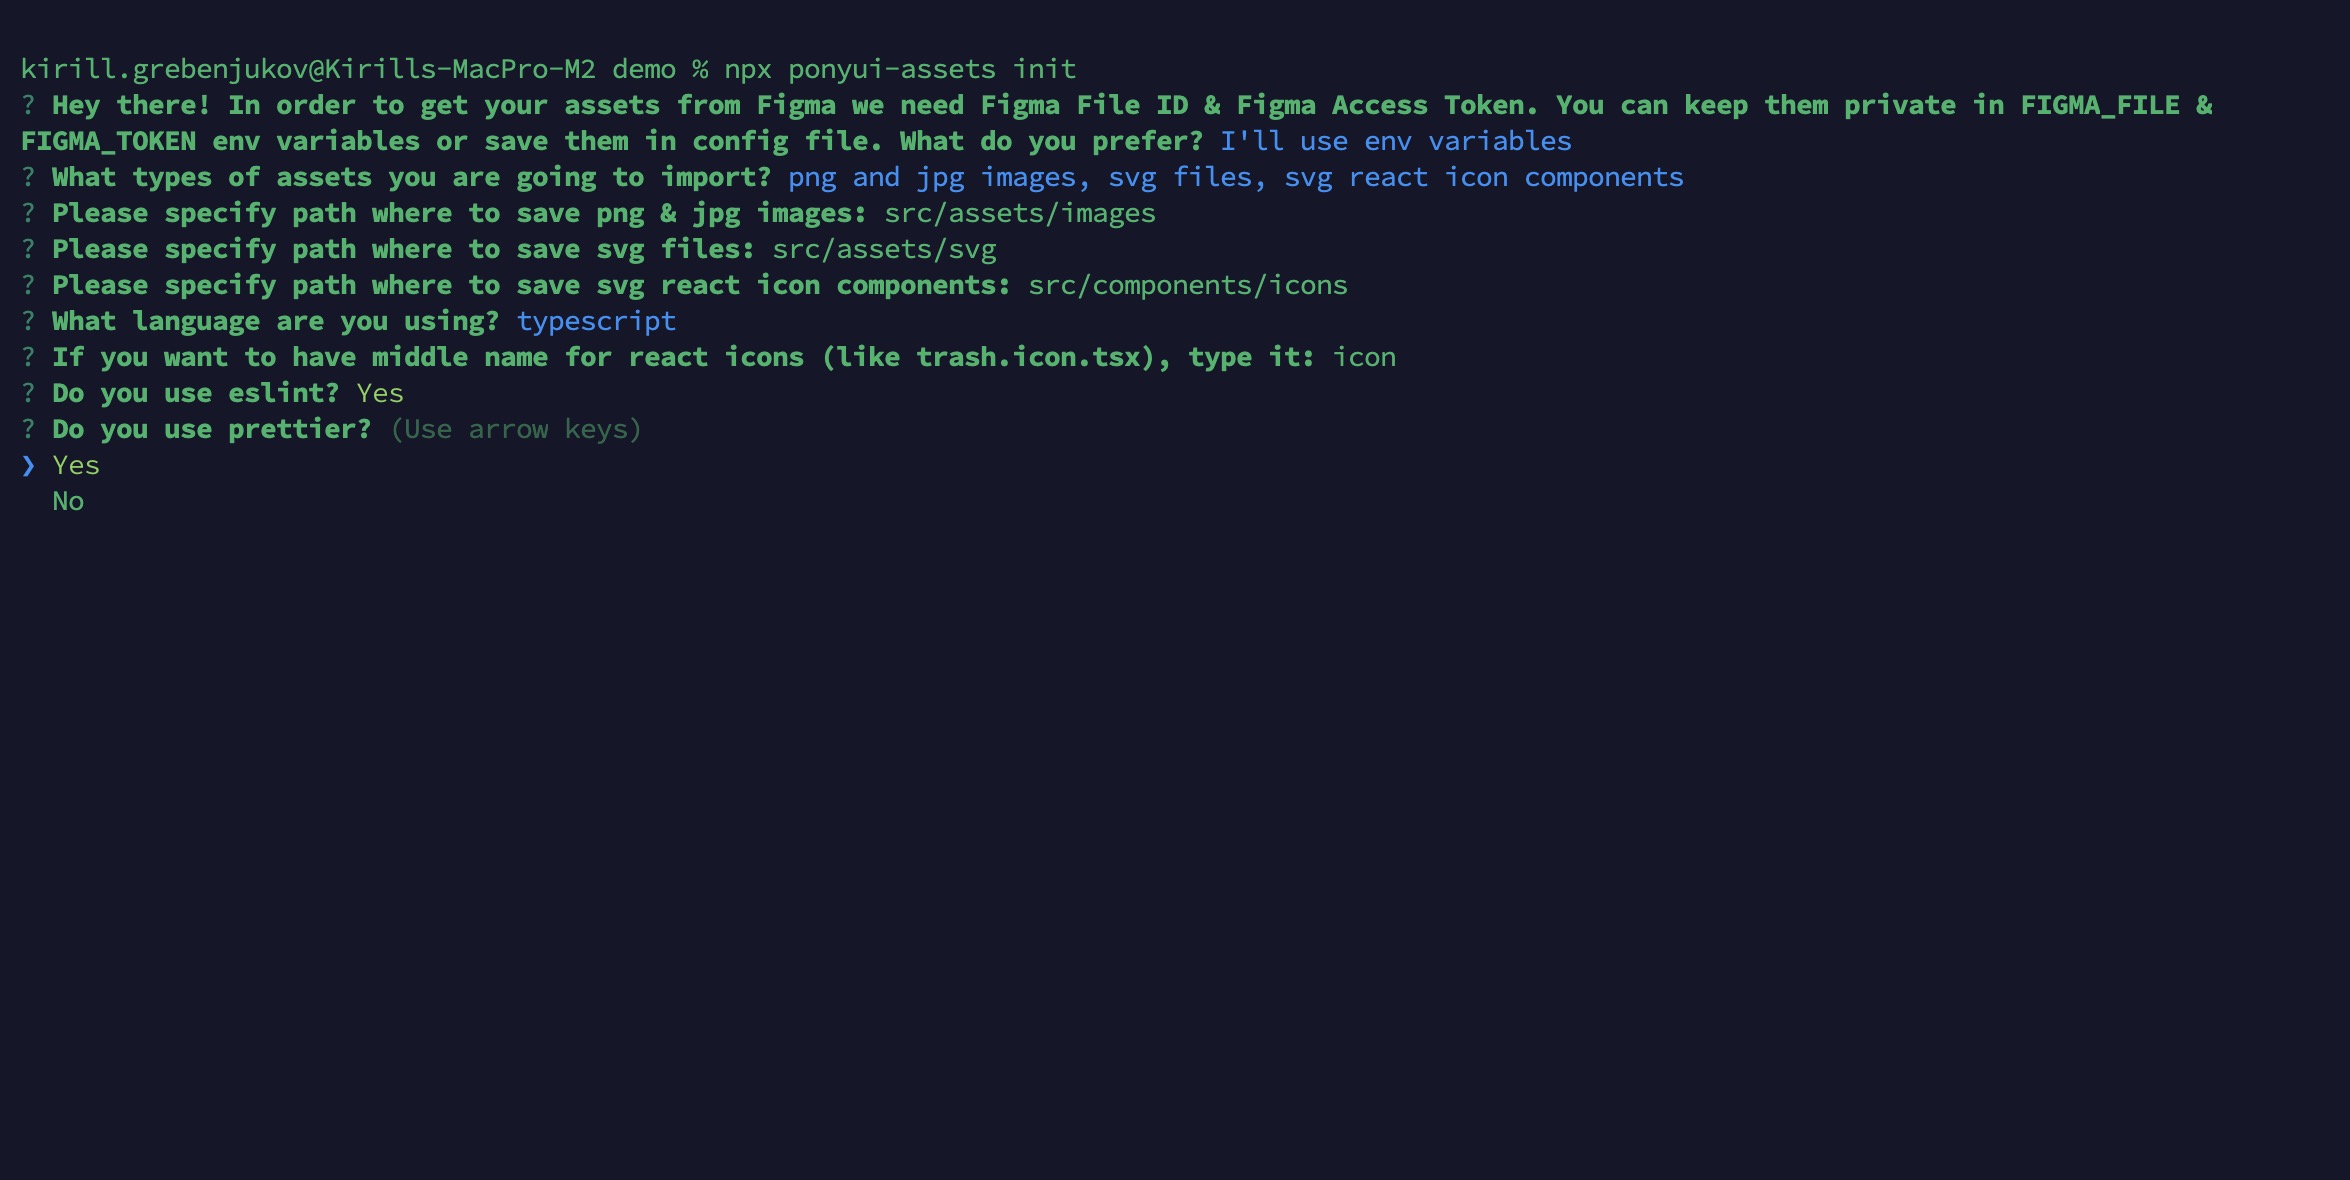 kirill.grebenjukov@Kirills-MacPro-M2 demo % npx ponyui-assets init
? Hey there! In order to get your assets from Figma we need Figma File ID & Figma Access Token. You can keep them private in FIGMA_FILE &
FIGMA_TOKEN env variables or save them in config file. What do you prefer? I'll use env variables
? What types of assets you are going to import? png and jpg images, svg files, svg react icon components
? Please specify path where to save png & jpg images: src/assets/images
? Please specify path where to save svg files: src/assets/svg
? Please specify path where to save svg react icon components: src/components/icons
? What language are you using? typescript
? If you want to have middle name for react icons (like trash.icon.tsx), type it: icon
? Do you use eslint? Yes
? Do you use prettier? (Use arrow keys)
❯ Yes
No